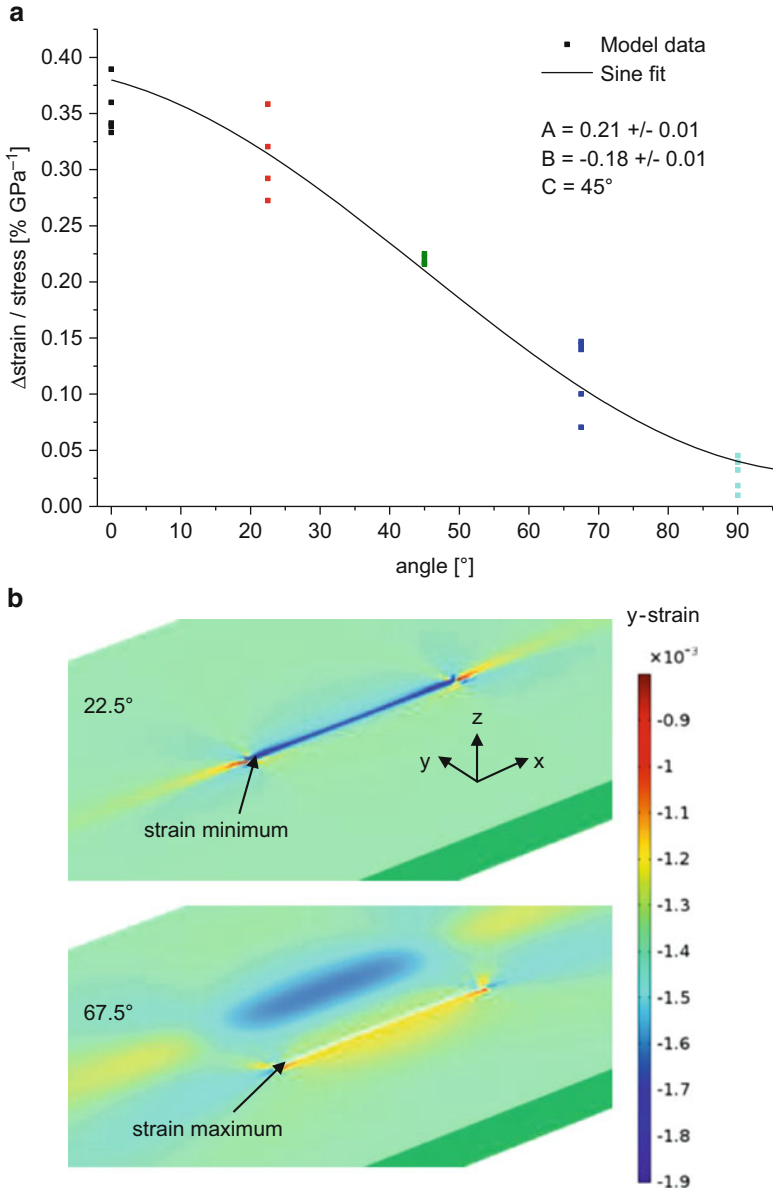 a
Model data
Sine fit
A = 0.21 +/- 0.01
B = -0.18 +/- 0.01
C = 45°
0.40
0.35
0.30
0.25
0.20
0.15
0.10
0.05
0.00
Δstrain / stress [% GPa⁻¹]
0 10 20 30 40 50 60 70 80 90
angle [°]
b
y-strain
×10⁻³
22.5°
z
y
x
strain minimum
67.5°
strain maximum
-0.9
-1
-1.1
-1.2
-1.3
-1.4
-1.5
-1.6
-1.7
-1.8
-1.9